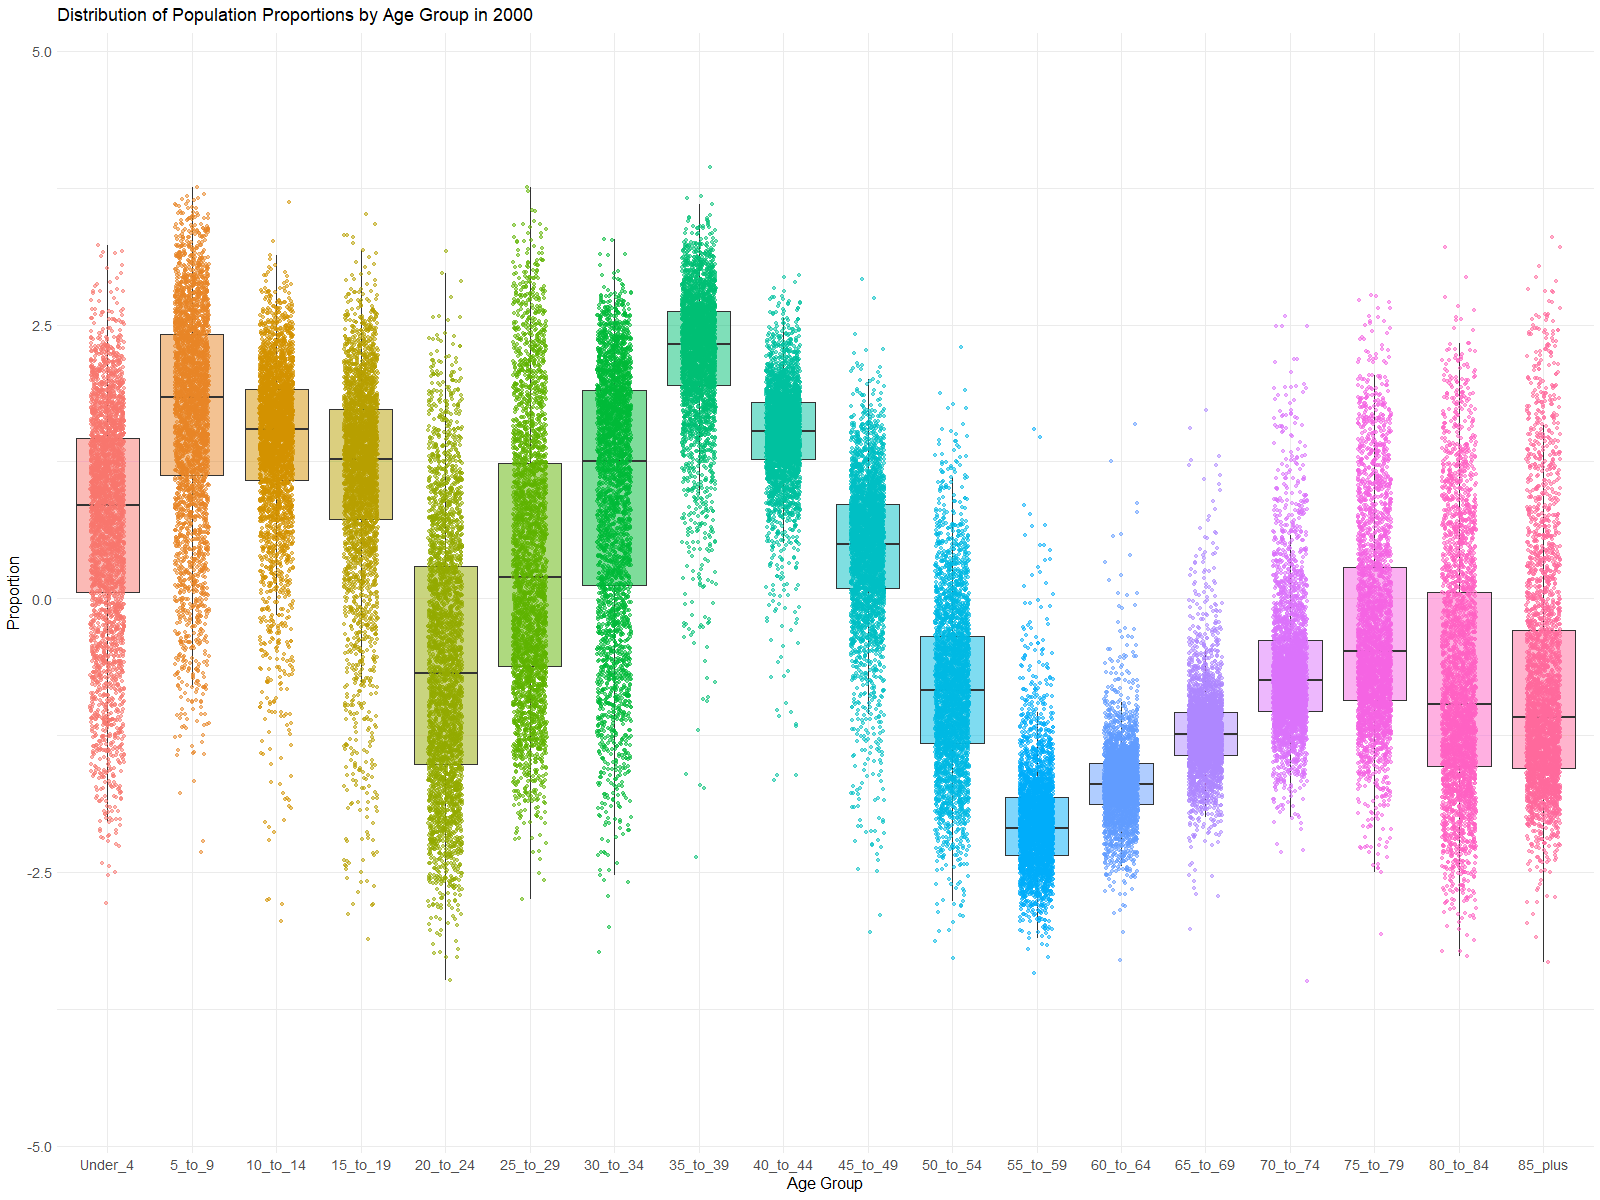 Distribution of Population Proportions by Age Group in 2000
Proportion
5.0
2.5
0.0
-2.5
-5.0
Under_4 5_to_9 10_to_14 15_to_19 20_to_24 25_to_29 30_to_34 35_to_39 40_to_44 45_to_49 50_to_54 55_to_59 60_to_64 65_to_69 70_to_74 75_to_79 80_to_84 85_plus
Age Group